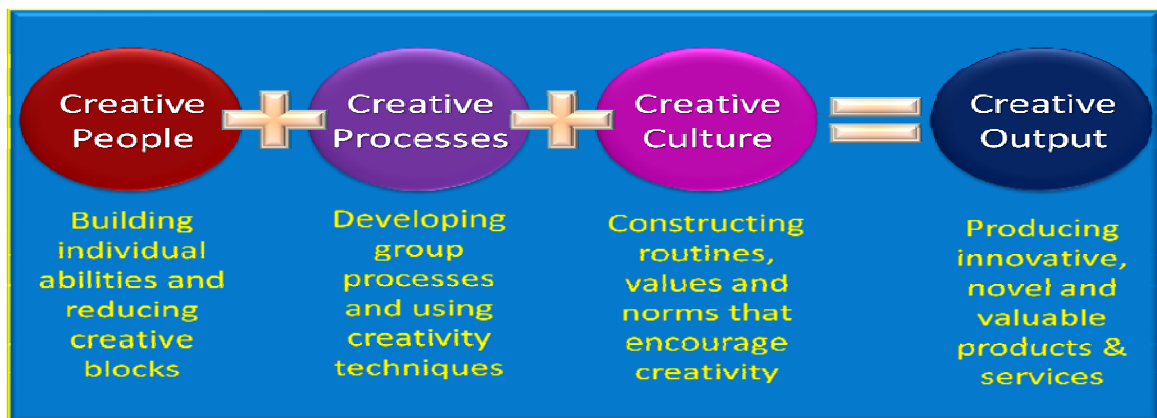 Creative
People
Creative
Processes
Creative
Culture
Creative
Output
Building
individual
abilities and
reducing
creative
blocks
Developing
group
processes
and using
creativity
techniques
Constructing
routines,
values and
norms that
encourage
creativity
Producing
innovative,
novel and
valuable
products &
services